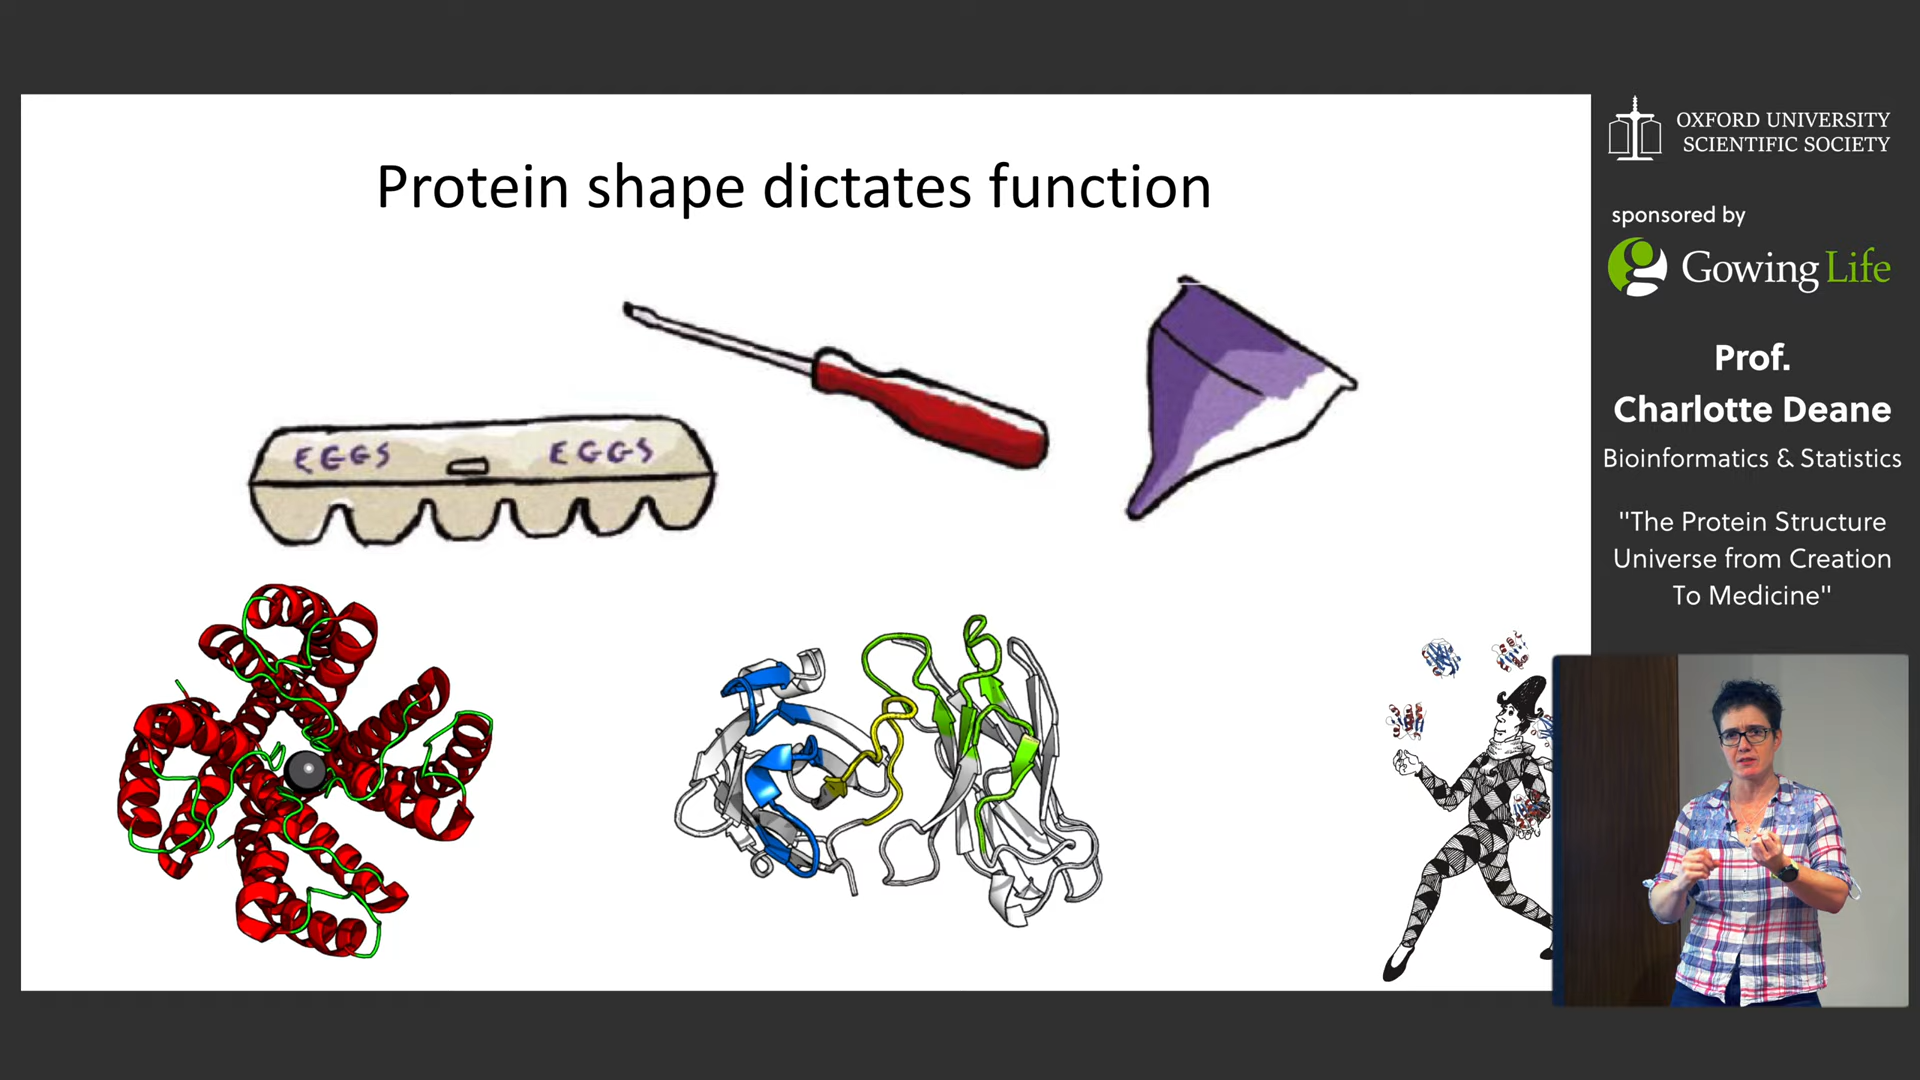 Protein shape dictates function
EGGS EGGS
OXFORD UNIVERSITY
SCIENTIFIC SOCIETY
sponsored by
Gowing Life
Prof.
Charlotte Deane
Bioinformatics & Statistics
"The Protein Structure
Universe from Creation
To Medicine"